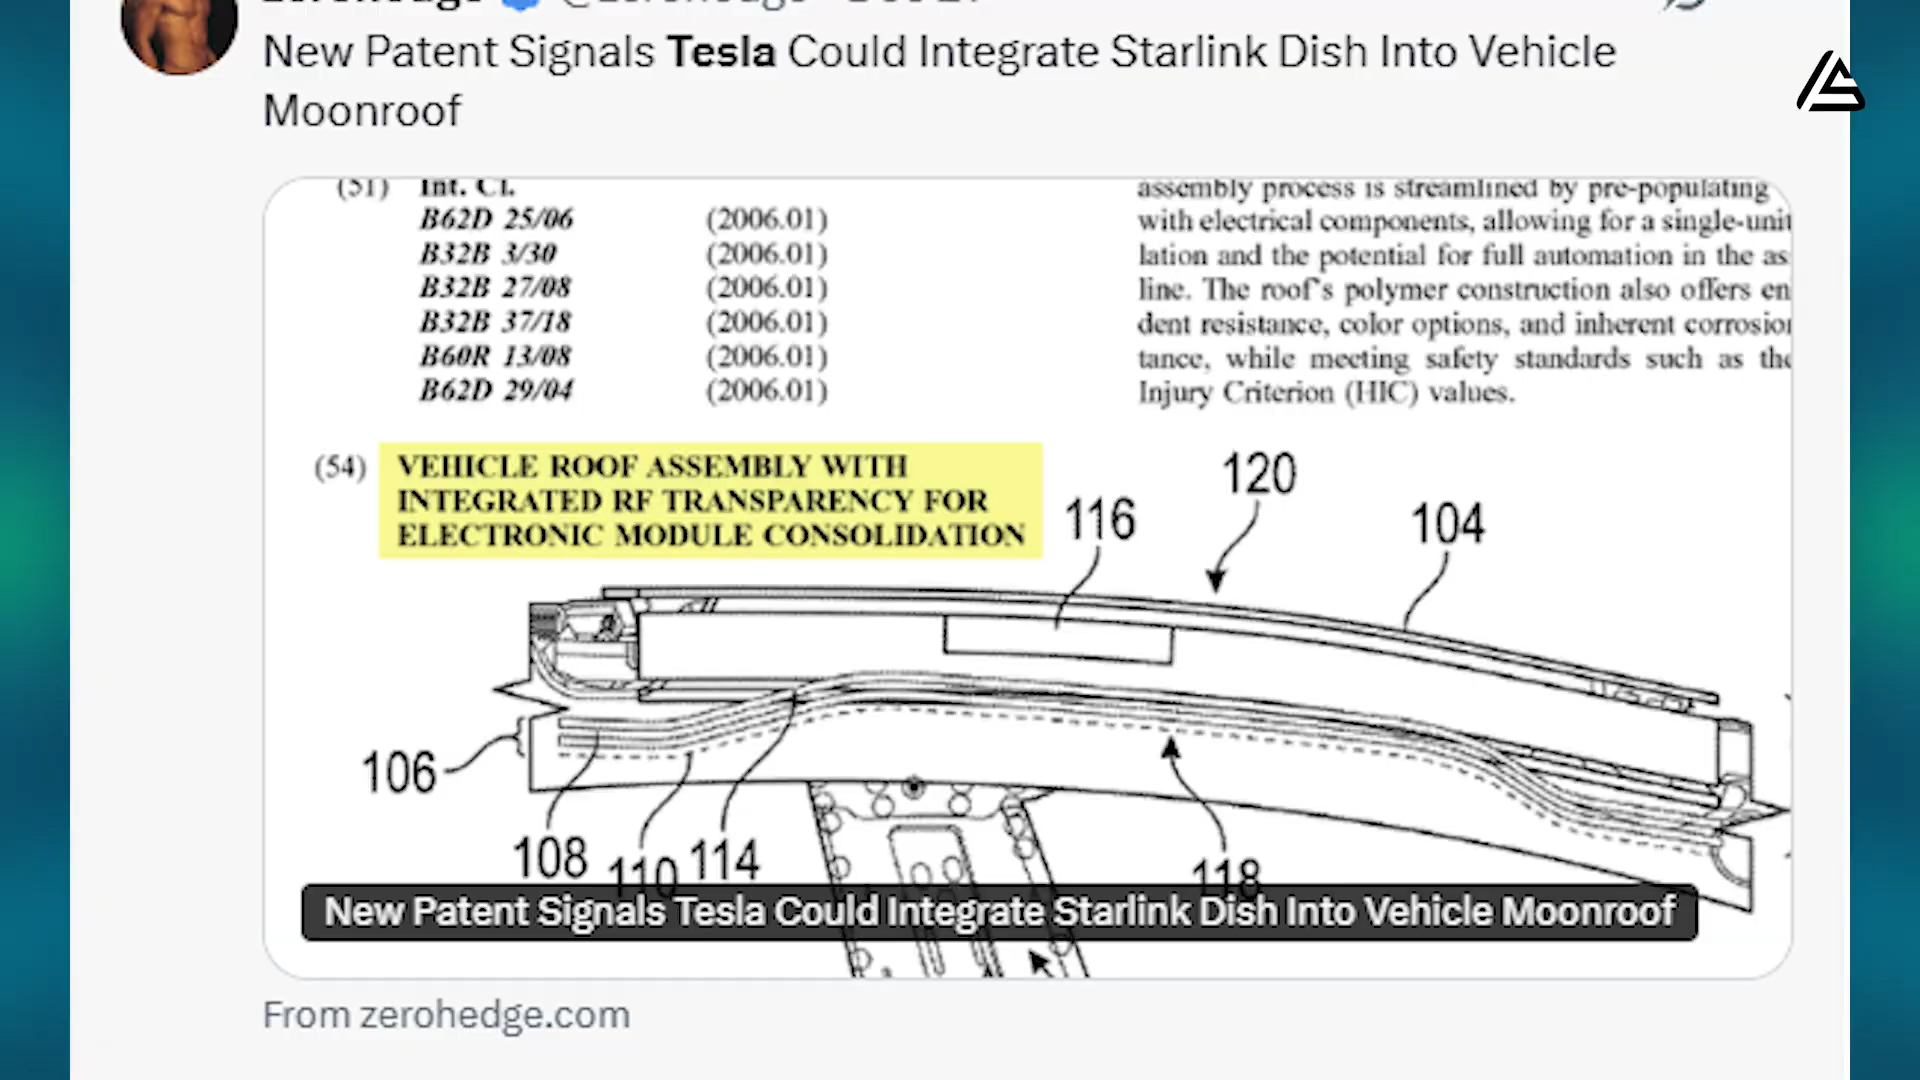 zerohedge @zerohedge
New Patent Signals Tesla Could Integrate Starlink Dish Into Vehicle
Moonroof
(51) Int. Cl.
B62D 25/06 (2006.01)
B32B 3/30 (2006.01)
B32B 27/08 (2006.01)
B32B 37/18 (2006.01)
B60R 13/08 (2006.01)
B62D 29/04 (2006.01)
assembly process is streamlined by pre-populating
with electrical components, allowing for a single-unit
lation and the potential for full automation in the as
line. The roof's polymer construction also offers en
dent resistance, color options, and inherent corrosion
tance, while meeting safety standards such as the
Injury Criterion (HIC) values.
(54) VEHICLE ROOF ASSEMBLY WITH
INTEGRATED RF TRANSPARENCY FOR
ELECTRONIC MODULE CONSOLIDATION
120
116
104
106
108
110
114
118
New Patent Signals Tesla Could Integrate Starlink Dish Into Vehicle Moonroof
From zerohedge.com